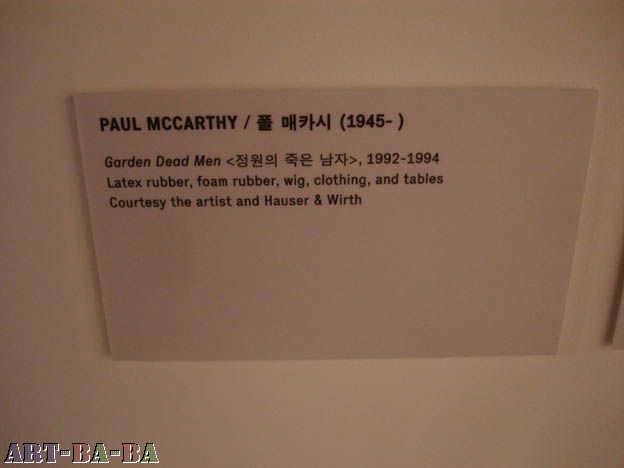 PAUL MCCARTHY / 폴 매카시 (1945- )
Garden Dead Men <정원의 죽은 남자>, 1992-1994
Latex rubber, foam rubber, wig, clothing, and tables
Courtesy the artist and Hauser & Wirth
ART-BA-BA